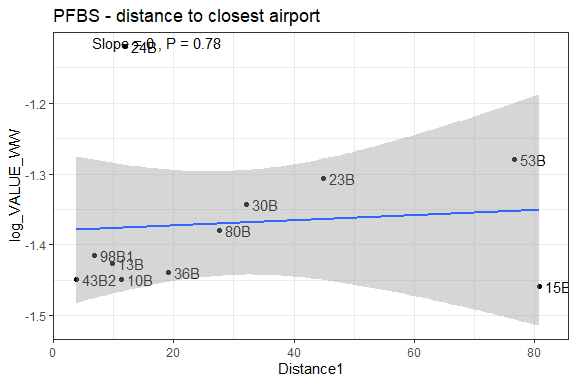 PFBS - distance to closest airport
Slope = 0 , P = 0.78
24B
-1.2
53B
-1.3
23B
30B
80B
-1.4
98B1
13B
36B
43B2
10B
15B
-1.5
0
20
40
60
80
Distance1
log_VALUE_WW